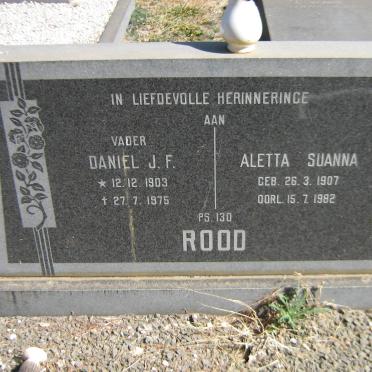 IN LIEFDEVOLLE HERINNERINGE
AAN
VADER
DANIEL J. F.
* 12. 12. 1903
† 27. 7. 1975
ALETTA SUANNA
GEB. 26. 3. 1907
OORL. 15. 7. 1982
PS. 130
ROOD